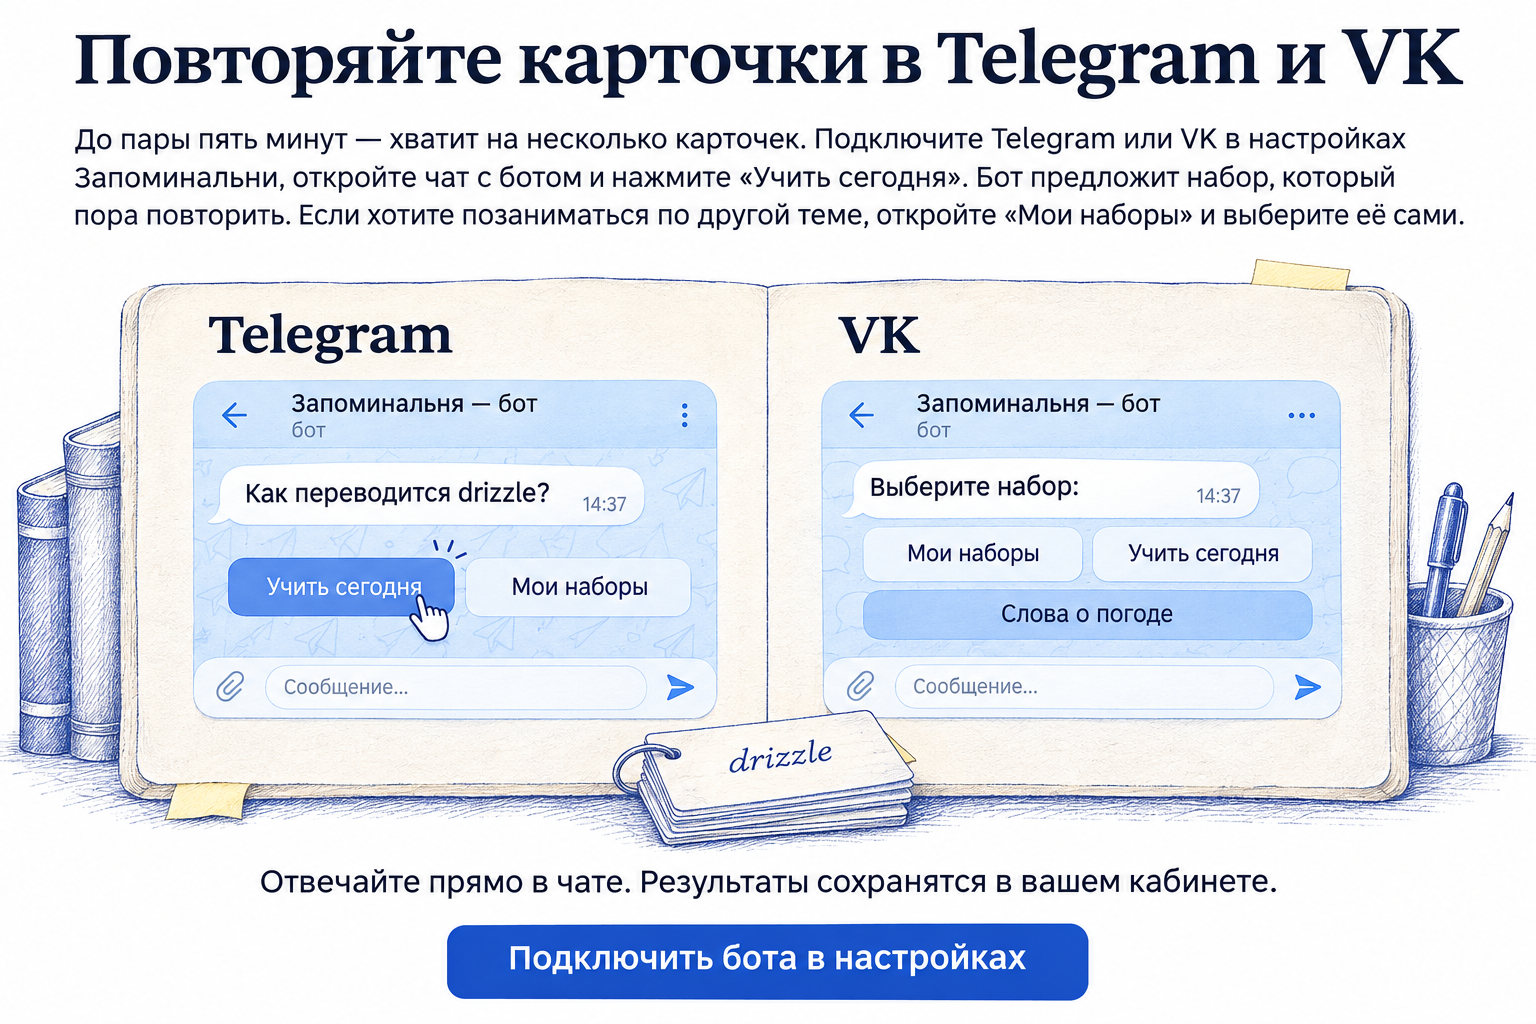 Повторяйте карточки в Telegram и VK
До пары пять минут — хватит на несколько карточек. Подключите Telegram или VK в настройках
Запоминальни, откройте чат с ботом и нажмите «Учить сегодня». Бот предложит набор, который
пора повторить. Если хотите позаниматься по другой теме, откройте «Мои наборы» и выберите её сами.
Telegram
Запоминальня — бот
бот
Как переводится drizzle?
14:37
Учить сегодня
Мои наборы
Сообщение...
VK
Запоминальня — бот
бот
Выберите набор:
14:37
Мои наборы
Учить сегодня
Слова о погоде
Сообщение...
drizzle
Отвечайте прямо в чате. Результаты сохранятся в вашем кабинете.
Подключить бота в настройках